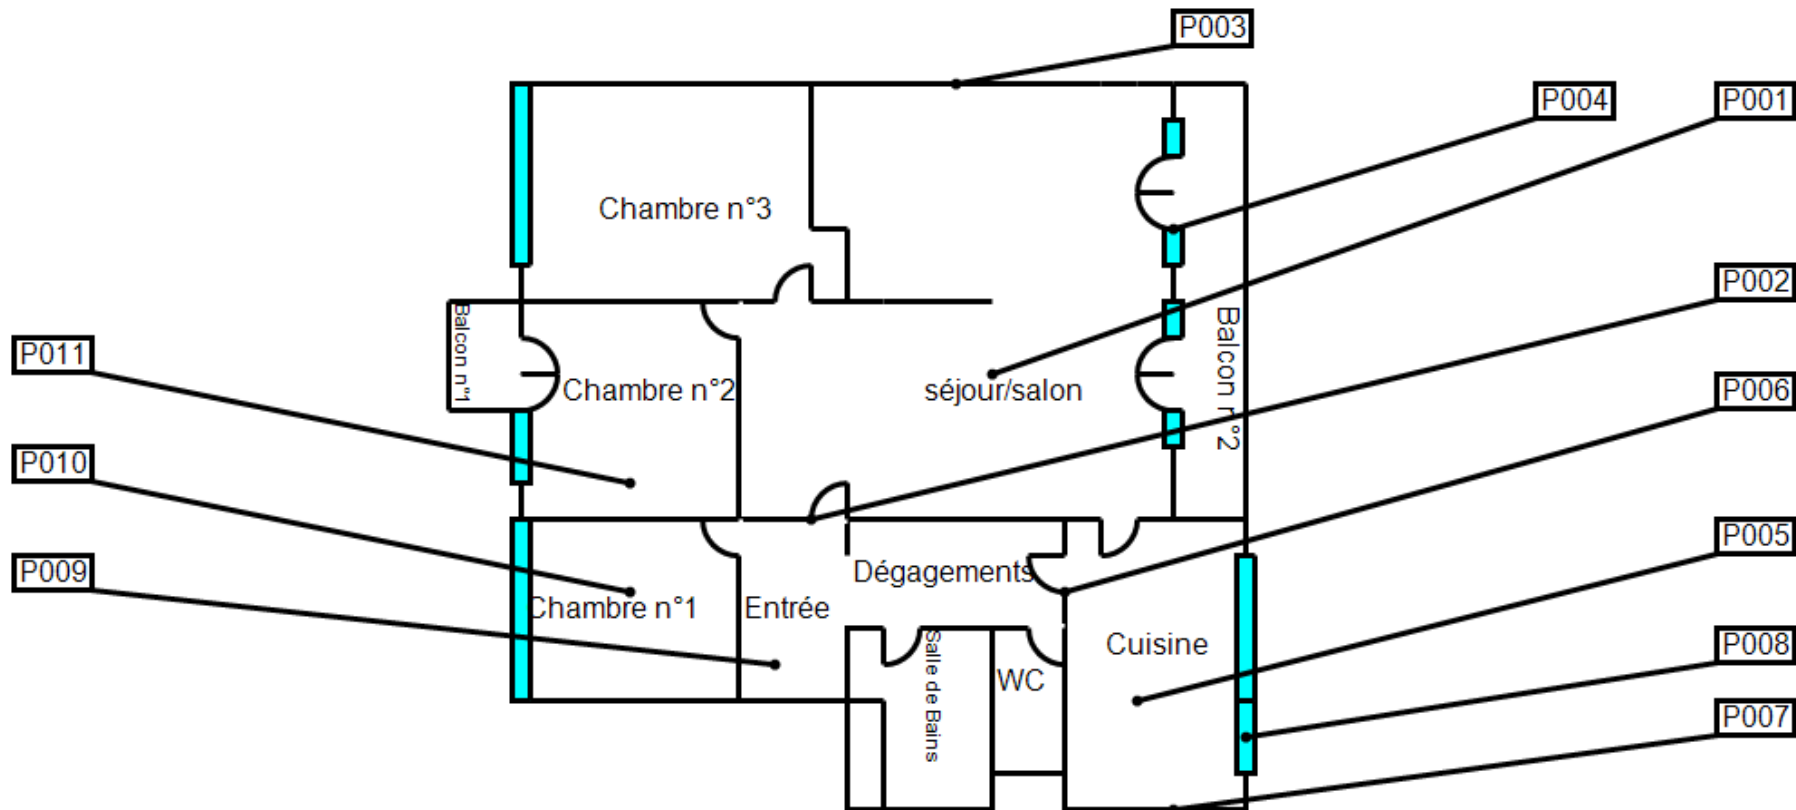 P003
P004
P001
Chambre n°3
P002
Balcon n°1
Balcon n°2
P011
Chambre n°2
séjour/salon
P006
P010
P005
P009
Dégagements
Chambre n°1
Entrée
Cuisine
P008
Salle de Bains
WC
P007